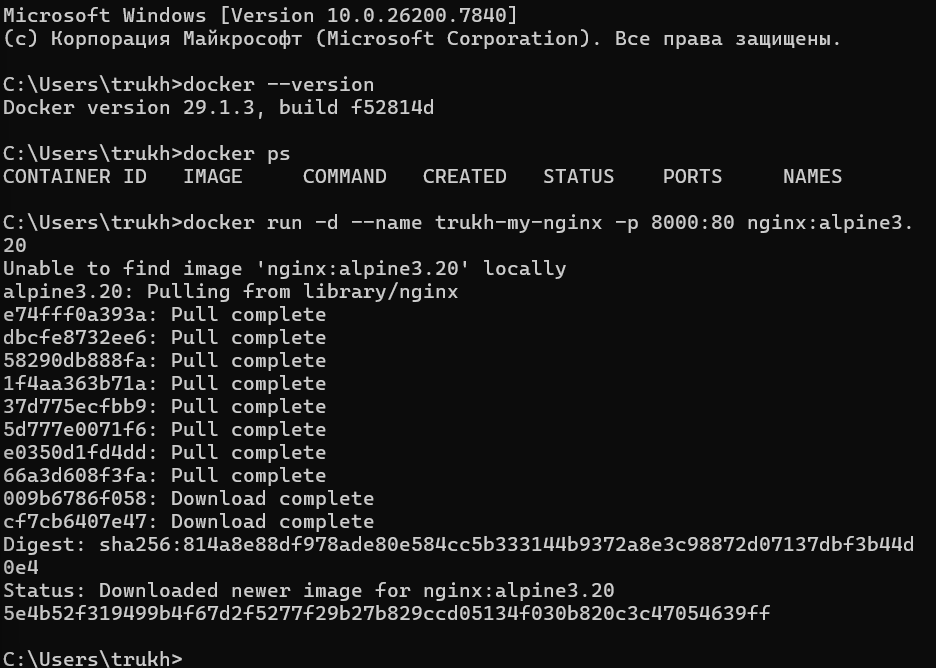 Microsoft Windows [Version 10.0.26200.7840]
(c) Корпорация Майкрософт (Microsoft Corporation). Все права защищены.

C:\Users\trukh>docker --version
Docker version 29.1.3, build f52814d

C:\Users\trukh>docker ps
CONTAINER ID   IMAGE     COMMAND   CREATED   STATUS    PORTS     NAMES

C:\Users\trukh>docker run -d --name trukh-my-nginx -p 8000:80 nginx:alpine3.
20
Unable to find image 'nginx:alpine3.20' locally
alpine3.20: Pulling from library/nginx
e74fff0a393a: Pull complete
dbcfe8732ee6: Pull complete
58290db888fa: Pull complete
1f4aa363b71a: Pull complete
37d775ecfbb9: Pull complete
5d777e0071f6: Pull complete
e0350d1fd4dd: Pull complete
66a3d608f3fa: Pull complete
009b6786f058: Download complete
cf7cb6407e47: Download complete
Digest: sha256:814a8e88df978ade80e584cc5b333144b9372a8e3c98872d07137dbf3b44d
0e4
Status: Downloaded newer image for nginx:alpine3.20
5e4b52f319499b4f67d2f5277f29b27b829ccd05134f030b820c3c47054639ff

C:\Users\trukh>